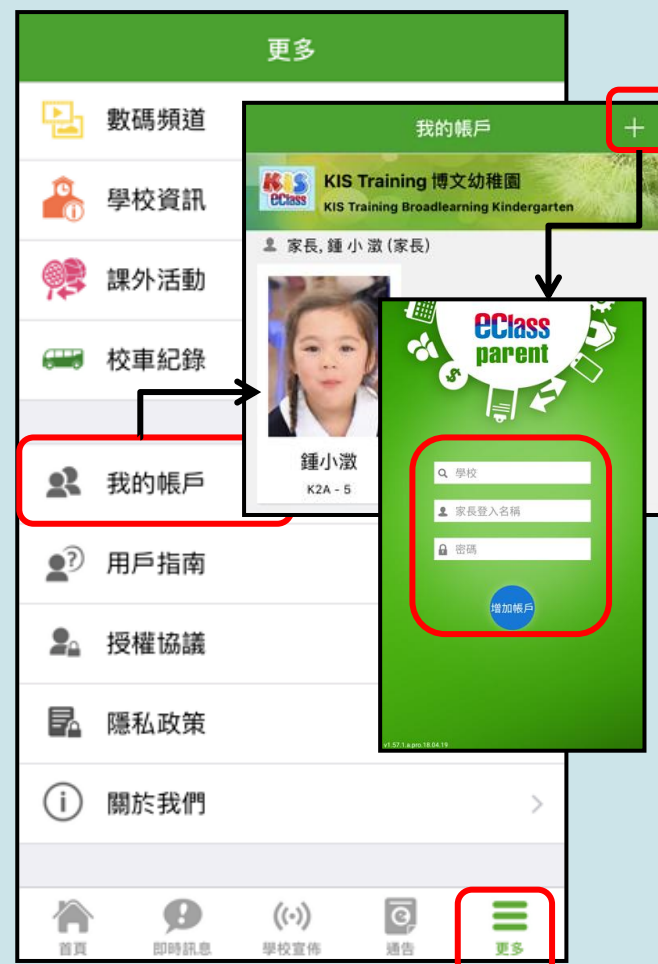 更多
數碼頻道
學校資訊
課外活動
校車紀錄
我的帳戶
用戶指南
授權協議
隱私政策
關於我們
首頁
即時訊息
學校宣佈
通告
更多
我的帳戶
KIS
eClass
KIS Training 博文幼稚園
KIS Training Broadlearning Kindergarten
家長, 鍾小澂 (家長)
鍾小澂
K2A - 5
eClass
parent
學校
家長登入名稱
密碼
增加帳戶
v1.57.1.a.pro.18.04.19